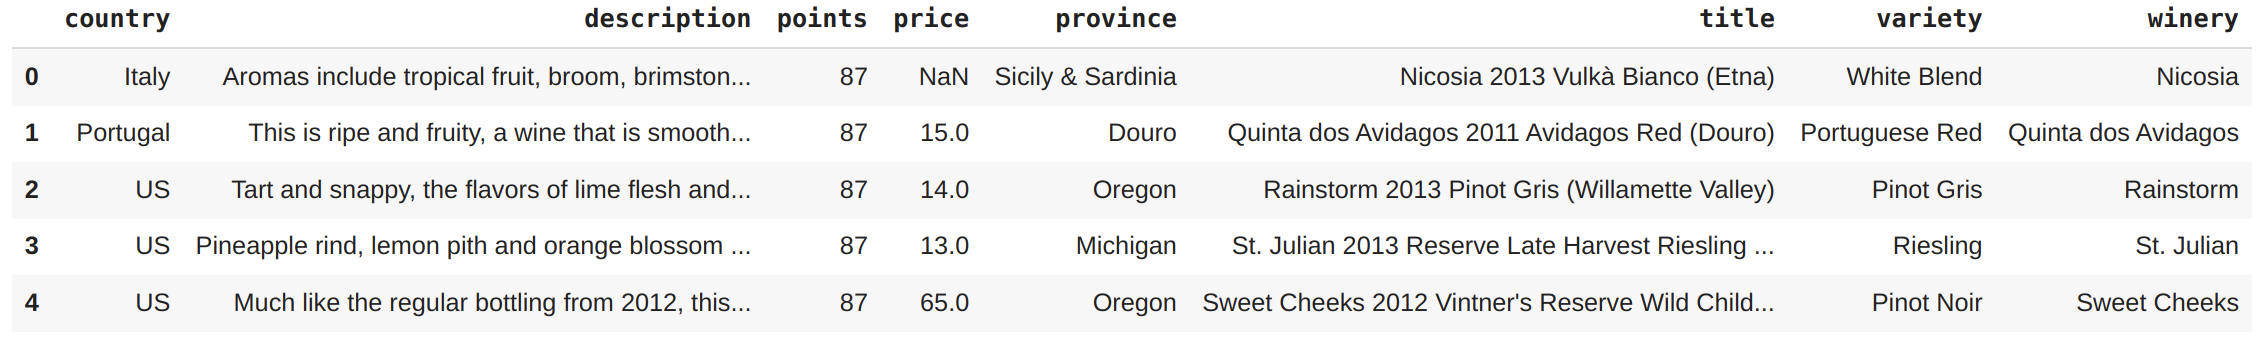 country description points price province title variety winery
0 Italy Aromas include tropical fruit, broom, brimston... 87 NaN Sicily & Sardinia Nicosia 2013 Vulkà Bianco (Etna) White Blend Nicosia
1 Portugal This is ripe and fruity, a wine that is smooth... 87 15.0 Douro Quinta dos Avidagos 2011 Avidagos Red (Douro) Portuguese Red Quinta dos Avidagos
2 US Tart and snappy, the flavors of lime flesh and... 87 14.0 Oregon Rainstorm 2013 Pinot Gris (Willamette Valley) Pinot Gris Rainstorm
3 US Pineapple rind, lemon pith and orange blossom ... 87 13.0 Michigan St. Julian 2013 Reserve Late Harvest Riesling ... Riesling St. Julian
4 US Much like the regular bottling from 2012, this... 87 65.0 Oregon Sweet Cheeks 2012 Vintner's Reserve Wild Child... Pinot Noir Sweet Cheeks